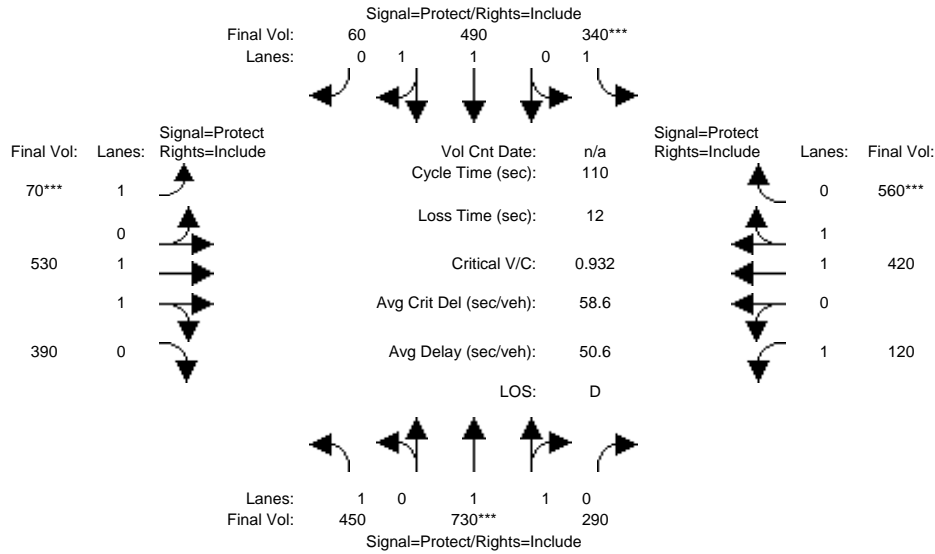 Signal=Protect/Rights=Include
Final Vol: 60 490 340***
Lanes: 0 1 1 0 1
Signal=Protect Signal=Protect
Final Vol: Lanes: Rights=Include Vol Cnt Date: n/a Rights=Include Lanes: Final Vol:
Cycle Time (sec): 110
70*** 1 0 560***
Loss Time (sec): 12
0 1
530 1 Critical V/C: 0.932 1 420
1 Avg Crit Del (sec/veh): 58.6 0
390 0 Avg Delay (sec/veh): 50.6 1 120
LOS: D
Lanes: 1 0 1 1 0
Final Vol: 450 730*** 290
Signal=Protect/Rights=Include